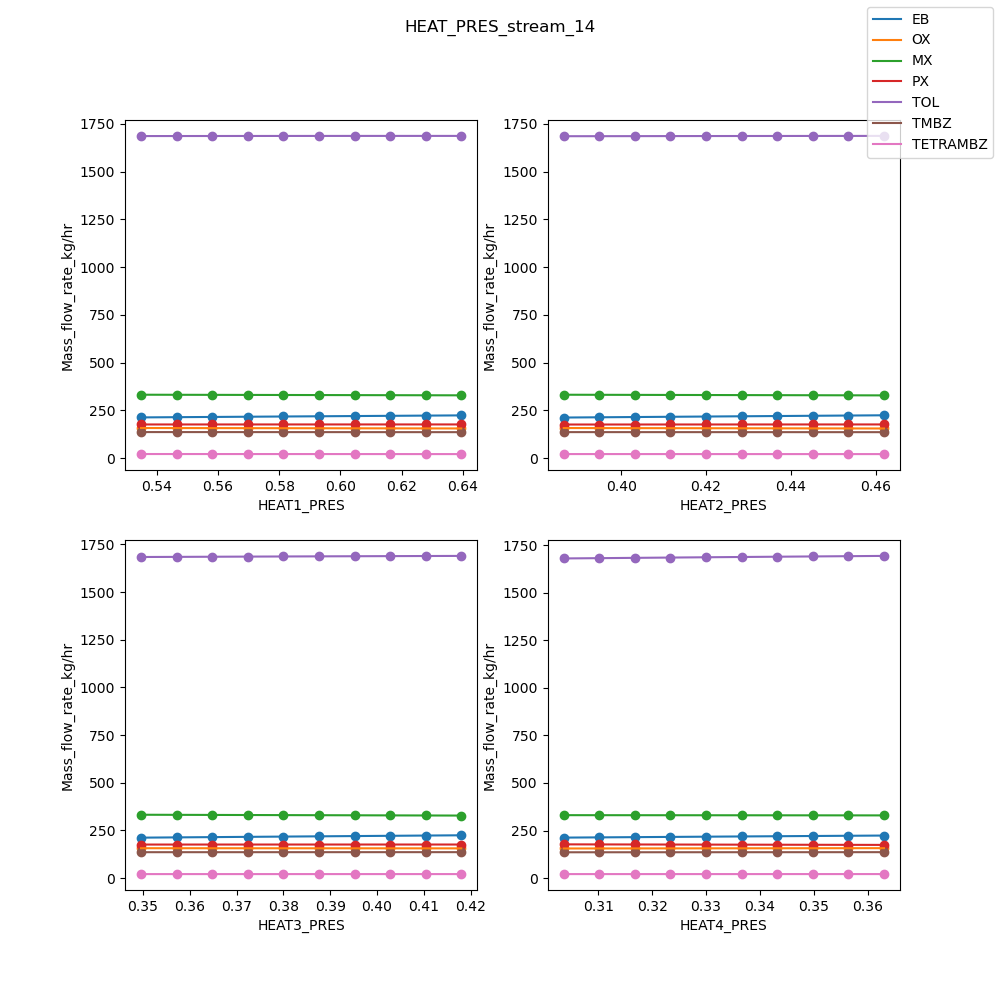 HEAT_PRES_stream_14
EB
OX
MX
PX
TOL
TMBZ
TETRAMBZ
1750
1500
1250
1000
750
500
250
0
Mass_flow_rate_kg/hr
0.54 0.56 0.58 0.60 0.62 0.64
HEAT1_PRES
1750
1500
1250
1000
750
500
250
0
Mass_flow_rate_kg/hr
0.40 0.42 0.44 0.46
HEAT2_PRES
1750
1500
1250
1000
750
500
250
0
Mass_flow_rate_kg/hr
0.35 0.36 0.37 0.38 0.39 0.40 0.41 0.42
HEAT3_PRES
1750
1500
1250
1000
750
500
250
0
Mass_flow_rate_kg/hr
0.31 0.32 0.33 0.34 0.35 0.36
HEAT4_PRES